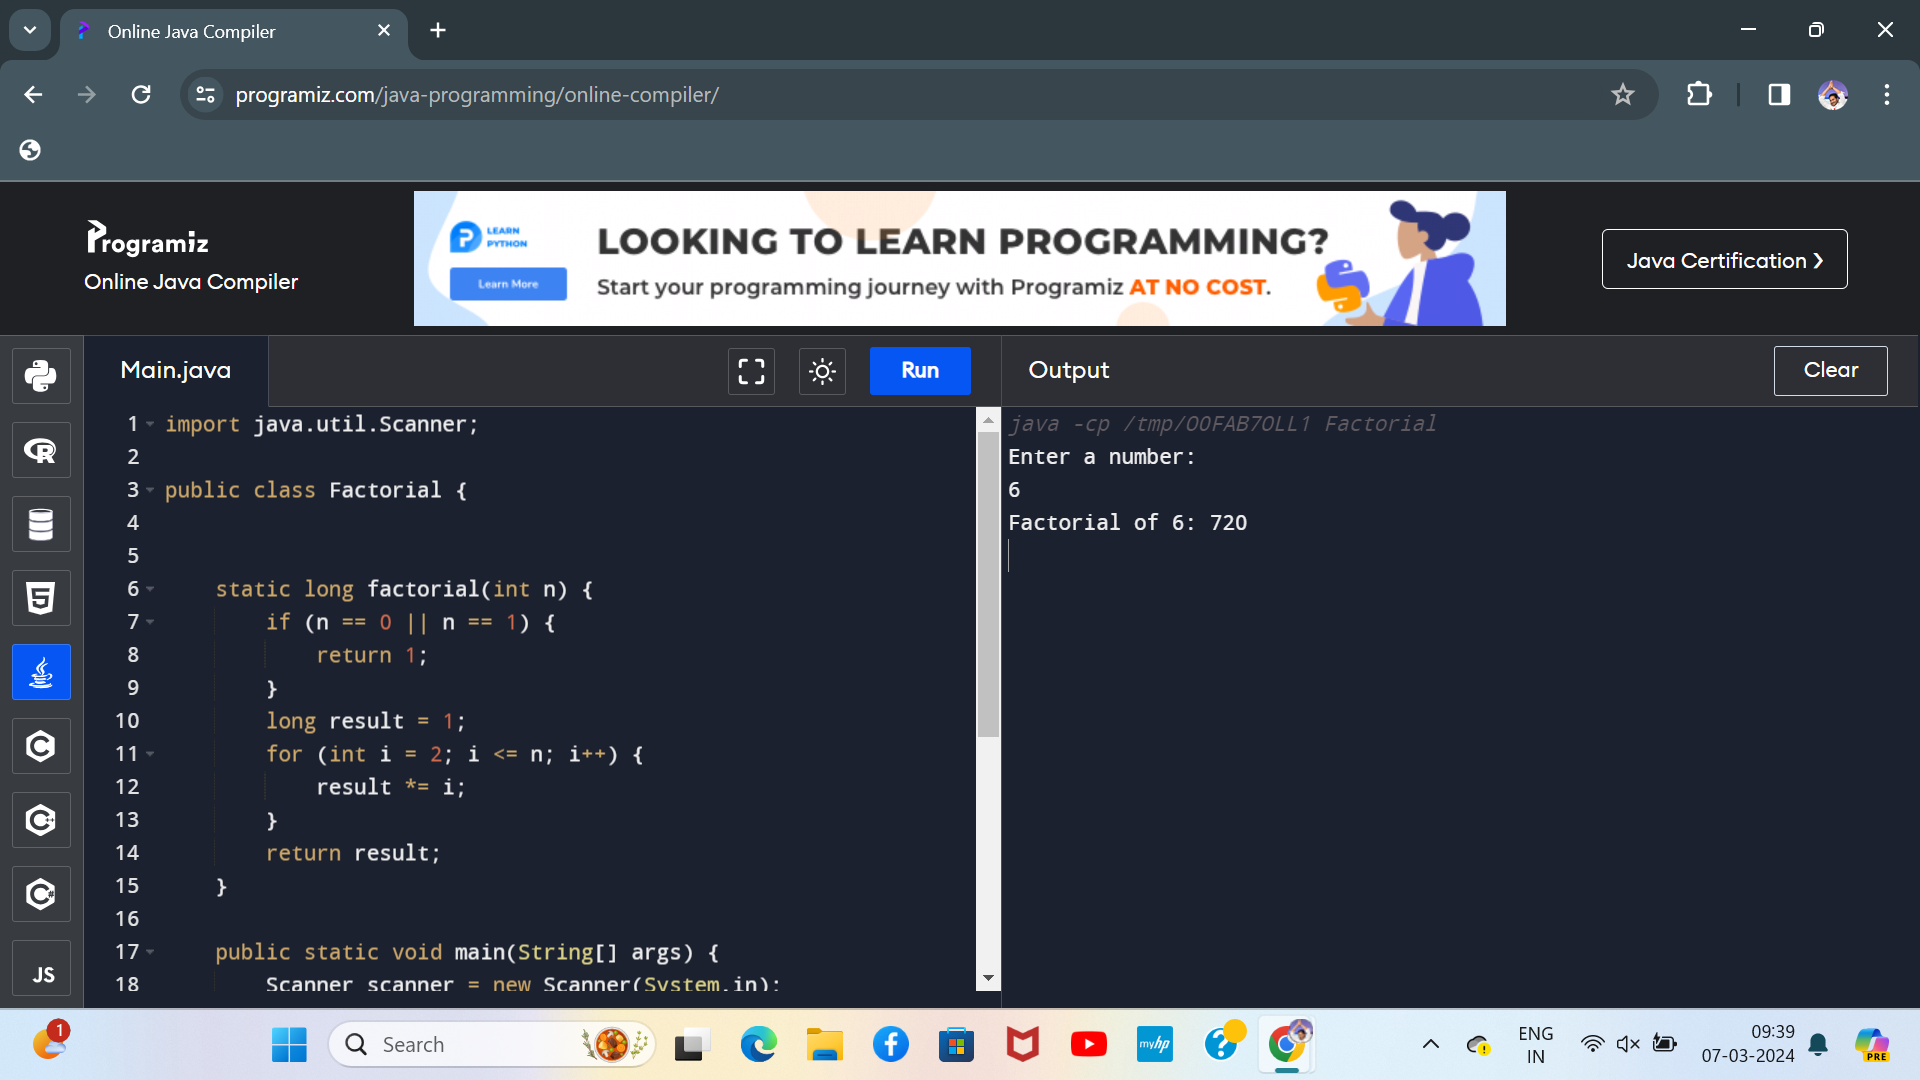 Online Java Compiler
programiz.com/java-programming/online-compiler/
Programiz
Online Java Compiler
LEARN
PYTHON
Learn More
LOOKING TO LEARN PROGRAMMING?
Start your programming journey with Programiz AT NO COST.
Java Certification ❯
Main.java
Run
Output
Clear
1 import java.util.Scanner;
2
3 public class Factorial {
4
5
6     static long factorial(int n) {
7         if (n == 0 || n == 1) {
8             return 1;
9         }
10         long result = 1;
11         for (int i = 2; i <= n; i++) {
12             result *= i;
13         }
14         return result;
15     }
16
17     public static void main(String[] args) {
18         Scanner scanner = new Scanner(System.in);
java -cp /tmp/OOFAB7OLL1 Factorial
Enter a number:
6
Factorial of 6: 720
JS
1
Search
myhp
ENG
IN
09:39
07-03-2024
PRE